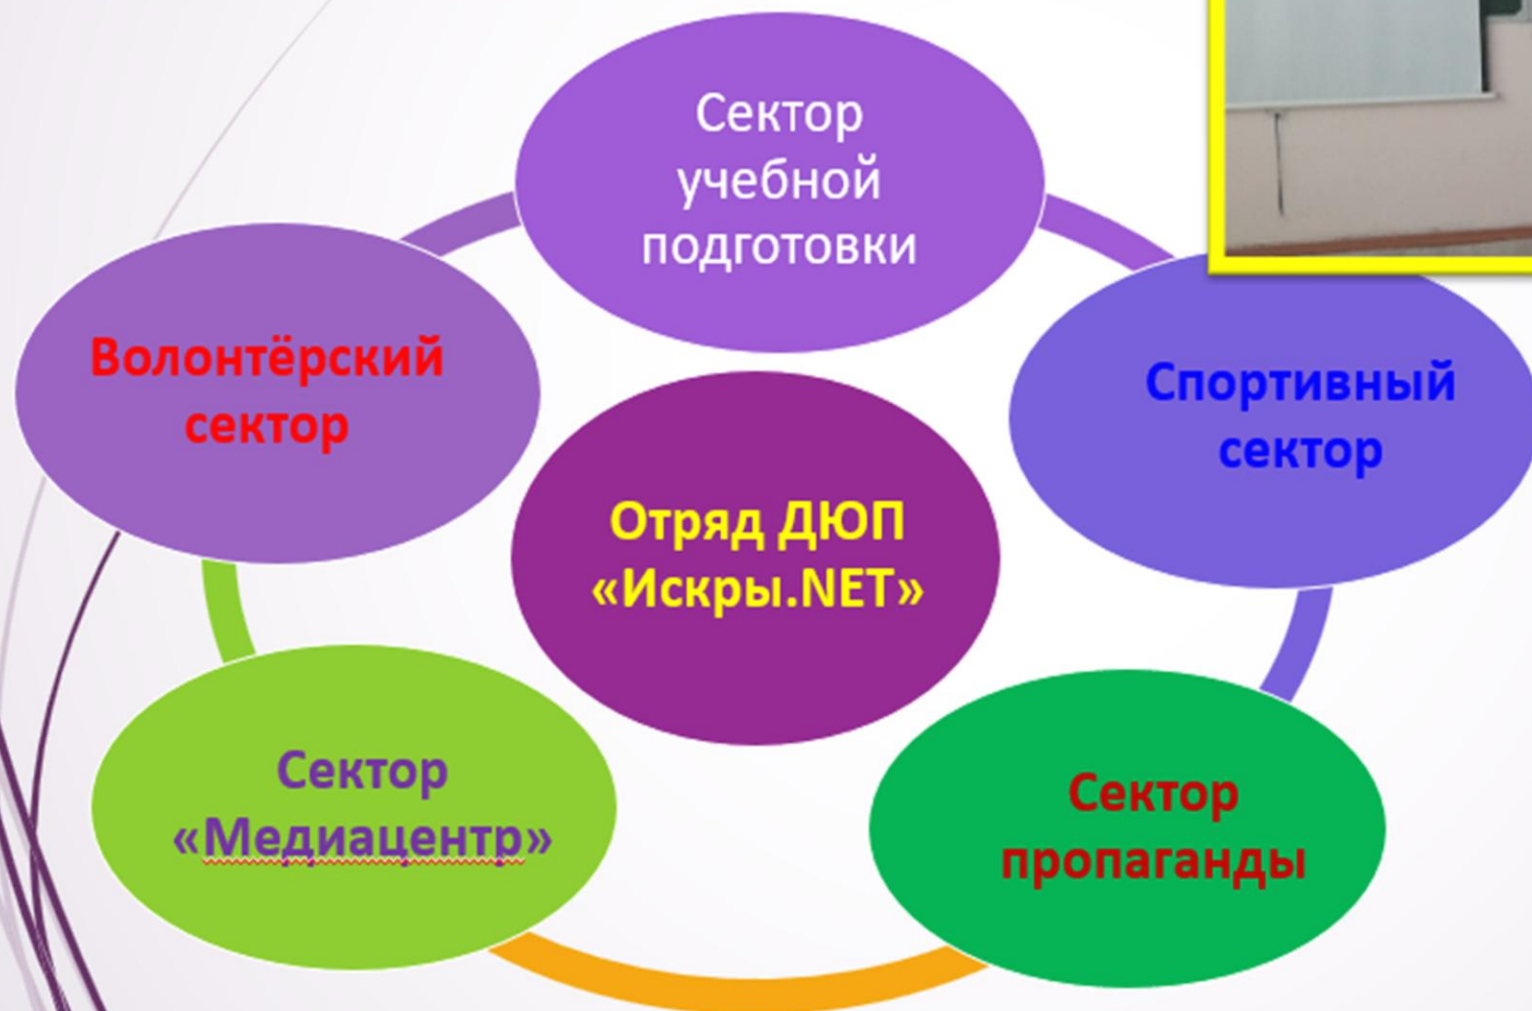 Сектор
учебной
подготовки
Волонтёрский
сектор
Спортивный
сектор
Отряд ДЮП
«Искры.NET»
Сектор
«Медиацентр»
Сектор
пропаганды